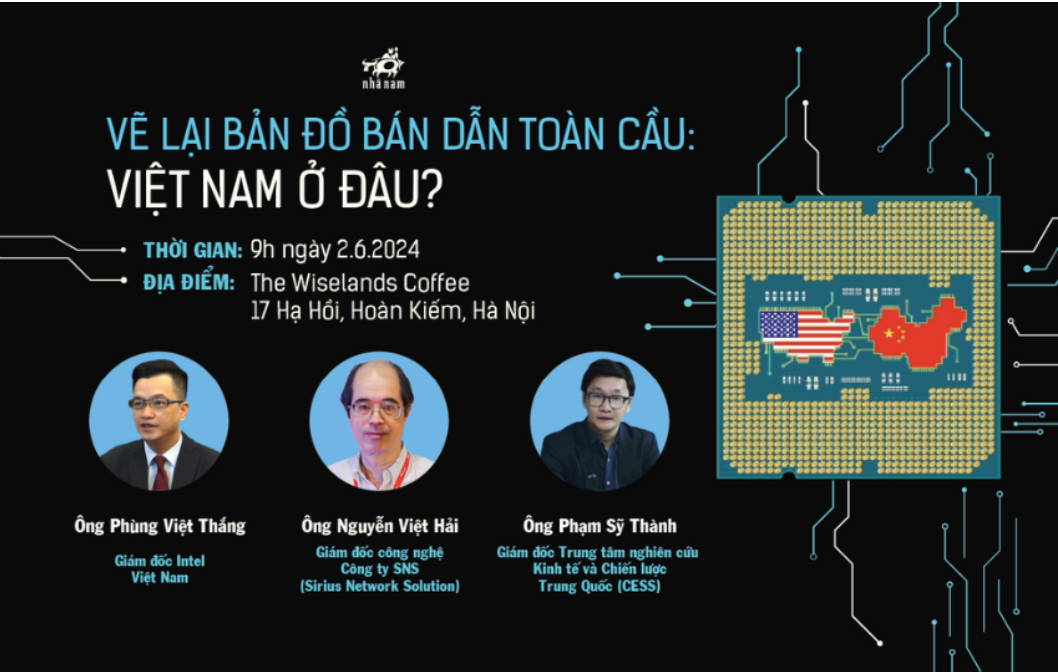 nhã nam
VẼ LẠI BẢN ĐỒ BÁN DẪN TOÀN CẦU:
VIỆT NAM Ở ĐÂU?
THỜI GIAN: 9h ngày 2.6.2024
ĐỊA ĐIỂM: The Wiselands Coffee
17 Hạ Hồi, Hoàn Kiếm, Hà Nội
Ông Phùng Việt Thắng
Giám đốc Intel
Việt Nam
Ông Nguyễn Việt Hải
Giám đốc công nghệ
Công ty SNS
(Sirius Network Solution)
Ông Phạm Sỹ Thành
Giám đốc Trung tâm nghiên cứu
Kinh tế và Chiến lược
Trung Quốc (CESS)